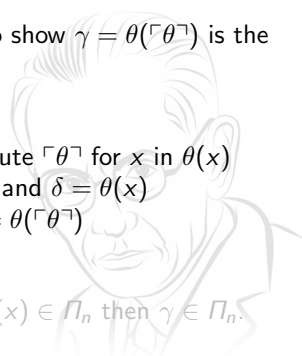 o show γ = θ(⌜θ⌝) is the
ute ⌜θ⌝ for x in θ(x)
and δ = θ(x)
= θ(⌜θ⌝)
(x) ∈ Π_n then γ ∈ Π_n.